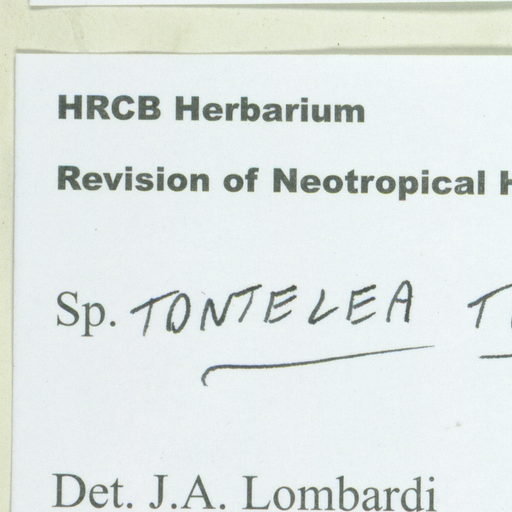 HRCB Herbarium
Revision of Neotropical
Sp. TONTELEA
Det. J.A. Lombardi